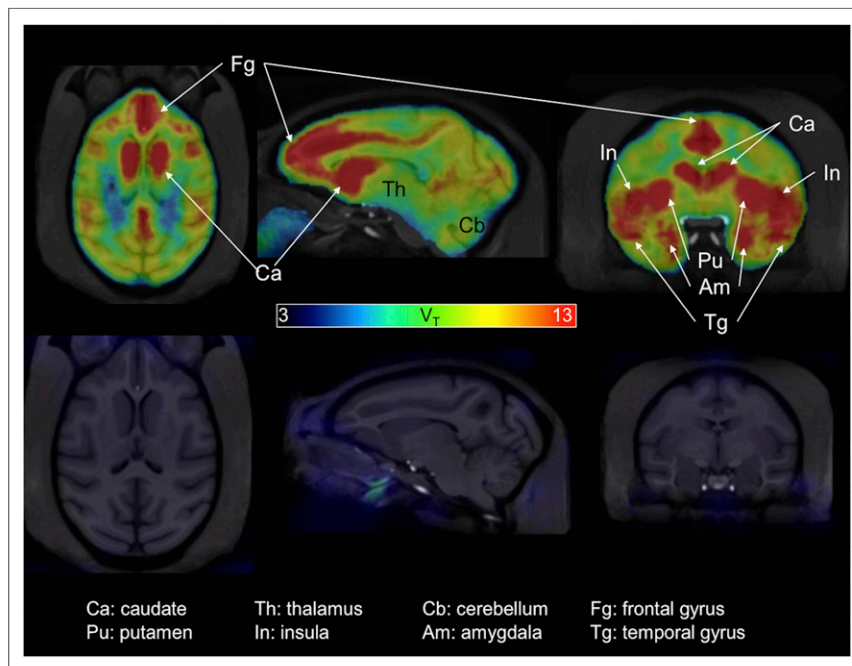 Fg
Ca
In
In
Th
Cb
Ca
Pu
Am
Tg
3 V_T 13
Ca: caudate Th: thalamus Cb: cerebellum Fg: frontal gyrus
Pu: putamen In: insula Am: amygdala Tg: temporal gyrus